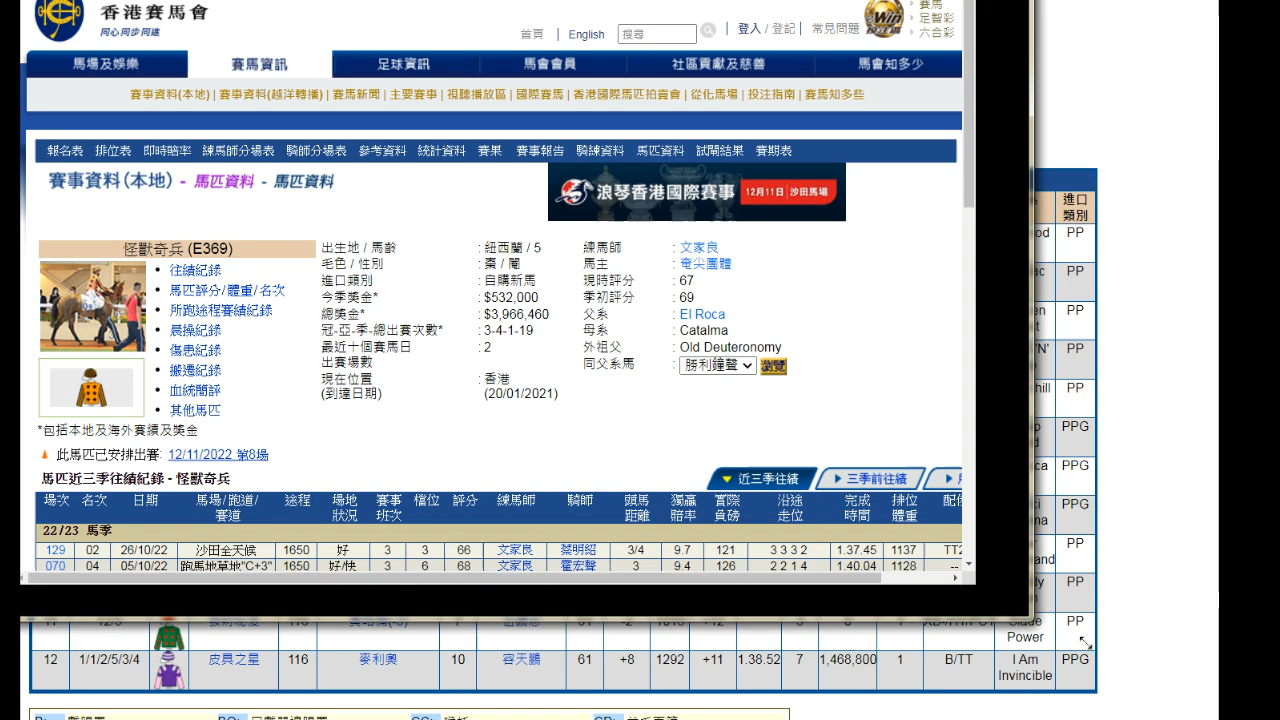 香港賽馬會
同心同步同進
首頁 | English 搜尋 | 登入 / 登記 | 常見問題
賽馬
足智彩
六合彩
馬場及娛樂 賽馬資訊 足球資訊 馬會會員 社區貢獻及慈善 馬會知多少
賽事資料(本地) | 賽事資料(越洋轉播) | 賽馬新聞 | 主要賽事 | 視聽播放區 | 國際賽馬 | 香港國際馬匹拍賣會 | 從化馬場 | 投注指南 | 賽馬知多些
報名表 排位表 即時賠率 練馬師分場表 騎師分場表 參考資料 統計資料 賽果 賽事報告 騎練資料 馬匹資料 試閘結果 賽期表
賽事資料(本地) - 馬匹資料 - 馬匹資料
浪琴香港國際賽事 12月11日 | 沙田馬場
怪獸奇兵 (E369)
往績紀錄
馬匹評分/體重/名次
所跑途程賽績紀錄
晨操紀錄
傷患紀錄
搬遷紀錄
血統簡評
其他馬匹
出生地 / 馬齡 : 紐西蘭 / 5
毛色 / 性別 : 棗 / 閹
進口類別 : 自購新馬
今季獎金* : $532,000
總獎金* : $3,966,460
冠-亞-季-總出賽次數* : 3-4-1-19
最近十個賽馬日 : 2
出賽場數
現在位置 : 香港
(到達日期) (20/01/2021)
練馬師 : 文家良
馬主 : 奄尖團體
現時評分 : 67
季初評分 : 69
父系 : El Roca
母系 : Catalma
外祖父 : Old Deuteronomy
同父系馬 : 勝利鐘聲 瀏覽
*包括本地及海外賽績及獎金
此馬匹已安排出賽: 12/11/2022 第8場
馬匹近三季往績紀錄 - 怪獸奇兵 近三季往績 三季前往績
場次 名次 日期 馬場/跑道/ 途程 場地 賽事 檔位 評分 練馬師 騎師 頭馬 獨贏 實際 沿途 完成 排位
賽道 狀況 班次 距離 賠率 負磅 走位 時間 體重
22/23 馬季
129 02 26/10/22 沙田全天候 1650 好 3 3 66 文家良 蔡明紹 3/4 9.7 121 3 3 3 2 1.37.45 1137
070 04 05/10/22 跑馬地草地"C+3" 1650 好/快 3 6 68 文家良 霍宏聲 3 9.4 126 2 2 1 4 1.40.04 1128 --
進口
類別
PP
PP
PP
PP
PP
PPG
PPG
PPG
PP
PP
PP
Power
12 1/1/2/5/3/4 皮具之星 116 麥利奧 10 容天鵬 61 +8 1292 +11 1.38.52 7 1,468,800 1 B/TT I Am PPG
Invincible